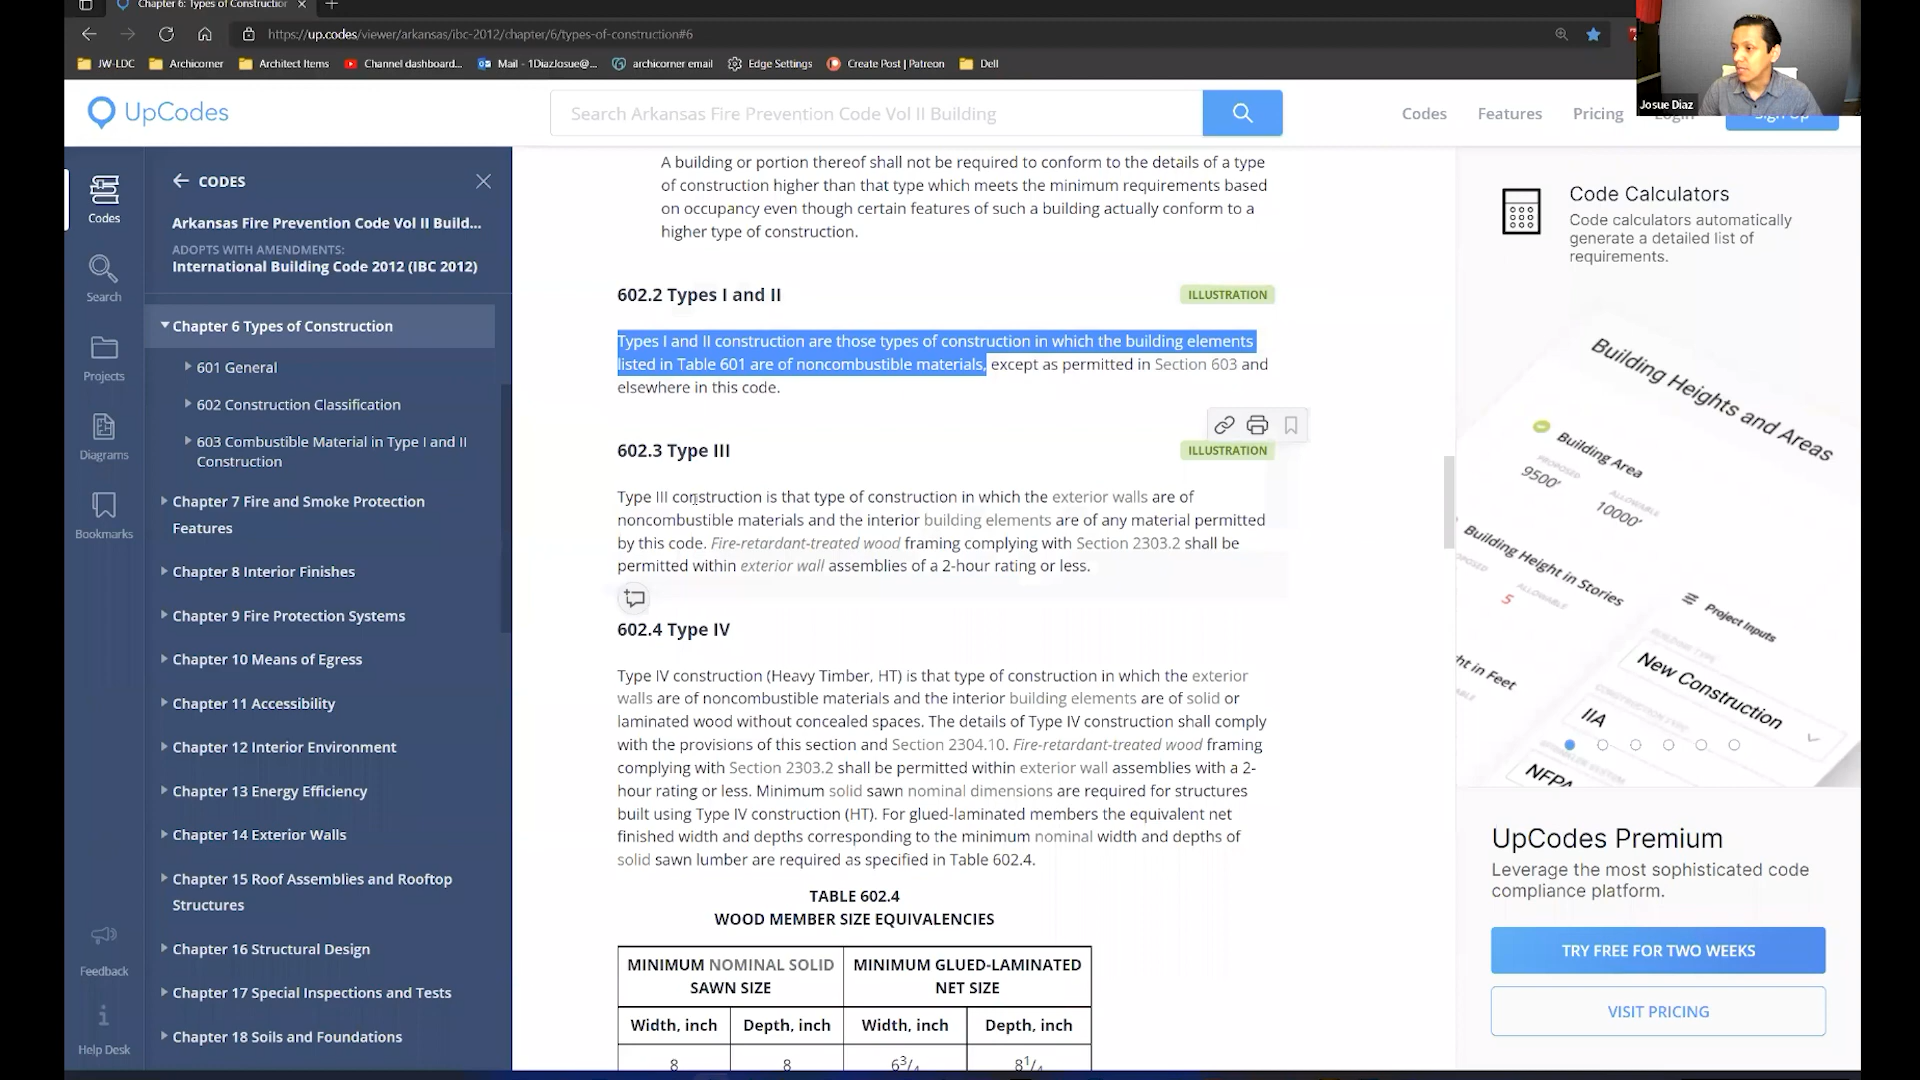 Chapter 6: Types of Construction
https://up.codes/viewer/arkansas/ibc-2012/chapter/6/types-of-construction#6
JW-LDC
Archicorner
Architect Items
Channel dashboard...
Mail - 1DiazJosue@...
archicorner email
Edge Settings
Create Post | Patreon
Dell
Josue Diaz
UpCodes
Search Arkansas Fire Prevention Code Vol II Building
Codes
Features
Pricing
Login
Sign Up
Codes
Search
Projects
Diagrams
Bookmarks
Feedback
Help Desk
CODES
Arkansas Fire Prevention Code Vol II Build...
ADOPTS WITH AMENDMENTS:
International Building Code 2012 (IBC 2012)
Chapter 6 Types of Construction
601 General
602 Construction Classification
603 Combustible Material in Type I and II
Construction
Chapter 7 Fire and Smoke Protection
Features
Chapter 8 Interior Finishes
Chapter 9 Fire Protection Systems
Chapter 10 Means of Egress
Chapter 11 Accessibility
Chapter 12 Interior Environment
Chapter 13 Energy Efficiency
Chapter 14 Exterior Walls
Chapter 15 Roof Assemblies and Rooftop
Structures
Chapter 16 Structural Design
Chapter 17 Special Inspections and Tests
Chapter 18 Soils and Foundations
A building or portion thereof shall not be required to conform to the details of a type
of construction higher than that type which meets the minimum requirements based
on occupancy even though certain features of such a building actually conform to a
higher type of construction.
602.2 Types I and II
ILLUSTRATION
Types I and II construction are those types of construction in which the building elements
listed in Table 601 are of noncombustible materials, except as permitted in Section 603 and
elsewhere in this code.
602.3 Type III
ILLUSTRATION
Type III construction is that type of construction in which the exterior walls are of
noncombustible materials and the interior building elements are of any material permitted
by this code. Fire-retardant-treated wood framing complying with Section 2303.2 shall be
permitted within exterior wall assemblies of a 2-hour rating or less.
602.4 Type IV
Type IV construction (Heavy Timber, HT) is that type of construction in which the exterior
walls are of noncombustible materials and the interior building elements are of solid or
laminated wood without concealed spaces. The details of Type IV construction shall comply
with the provisions of this section and Section 2304.10. Fire-retardant-treated wood framing
complying with Section 2303.2 shall be permitted within exterior wall assemblies with a 2-
hour rating or less. Minimum solid sawn nominal dimensions are required for structures
built using Type IV construction (HT). For glued-laminated members the equivalent net
finished width and depths corresponding to the minimum nominal width and depths of
solid sawn lumber are required as specified in Table 602.4.
TABLE 602.4
WOOD MEMBER SIZE EQUIVALENCIES
MINIMUM NOMINAL SOLID
SAWN SIZE
MINIMUM GLUED-LAMINATED
NET SIZE
Width, inch
Depth, inch
Width, inch
Depth, inch
8
8
6 3/4
8 1/4
Code Calculators
Code calculators automatically
generate a detailed list of
requirements.
Building Heights and Areas
Building Area
PROPOSED
9500'
ALLOWABLE
10000'
Building Height in Stories
ALLOWABLE
5
ht in Feet
Project Inputs
New Construction
IIA
NFPA
UpCodes Premium
Leverage the most sophisticated code
compliance platform.
TRY FREE FOR TWO WEEKS
VISIT PRICING